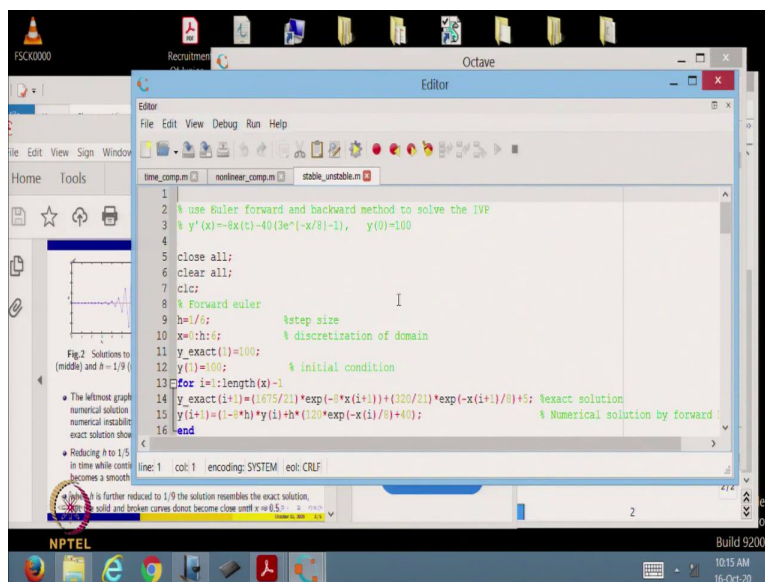 FSCK0000
Recruitmen
Octave
Editor
Editor
File Edit View Debug Run Help
ile Edit View Sign Window
Home Tools
time_comp.m
nonlinear_comp.m
stable_unstable.m
1
2 % use Euler forward and backward method to solve the IVP
3 % y'(x)=-8x(t)-40(3e^(-x/8)-1), y(0)=100
4
5 close all;
6 clear all;
7 clc;
8 % Forward euler
9 h=1/6; %step size
10 x=0:h:6; % discretization of domain
11 y_exact(1)=100;
12 y(1)=100; % initial condition
13 for i=1:length(x)-1
14 y_exact(i+1)=(1675/21)*exp(-8*x(i+1))+(320/21)*exp(-x(i+1)/8)+5; %exact solution
15 y(i+1)=(1-8*h)*y(i)+h*(120*exp(-x(i)/8)+40); % Numerical solution by forward
16 end
line: 1 col: 1 encoding: SYSTEM eol: CRLF
Fig.2 Solutions to
(middle) and h = 1/9 (
The leftmost graph
numerical solution
numerical instabilit
exact solution show
Reducing h to 1/5
in time while conti
becomes a smooth
h is further reduced to 1/9 the solution resembles the exact solution,
the solid and broken curves donot become close until x ≈ 0.5.
2
NPTEL
Build 9200
10:15 AM
16-Oct-20